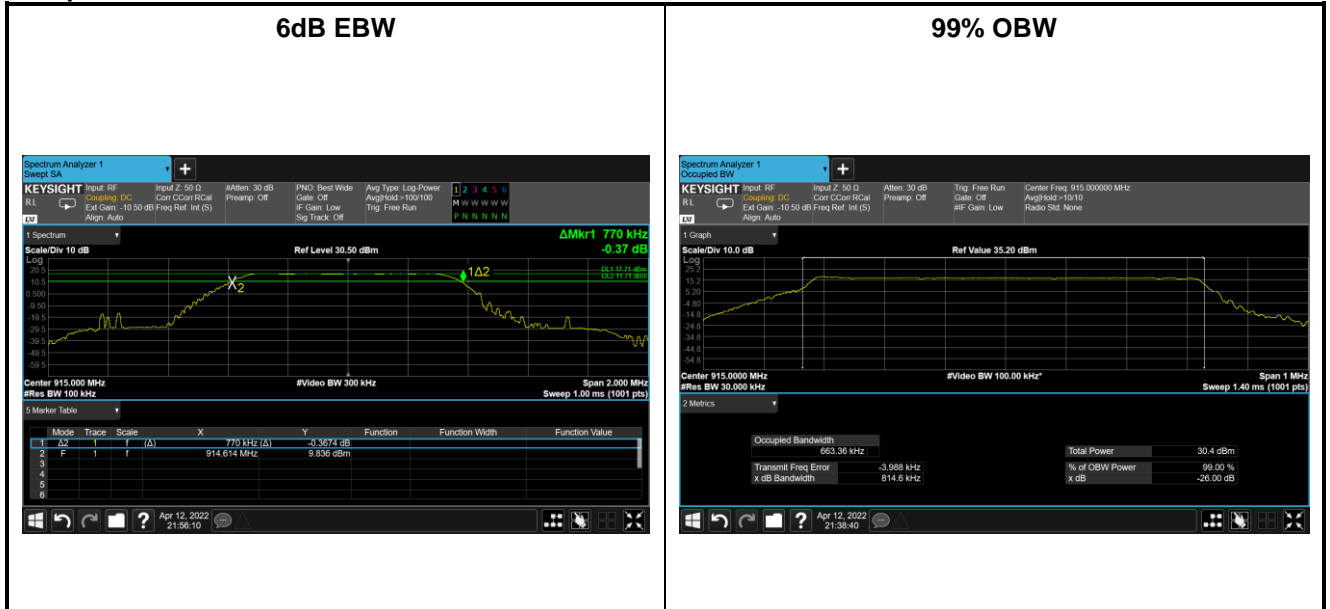 6dB EBW
99% OBW
Spectrum Analyzer 1
Swept SA
+
KEYSIGHT Input: RF Input Z: 50 Ω #Atten: 30 dB PNO: Best Wide Avg Type: Log-Power 1 2 3 4 5 6
RL Coupling: DC Corr CCorr RCal Preamp: Off Gate: Off Avg|Hold:>100/100 M W W W W W
Ext Gain: -10.50 dB Freq Ref: Int (S) IF Gain: Low Trig: Free Run
LXI Align: Auto Sig Track: Off P N N N N N
1 Spectrum ΔMkr1 770 kHz
Scale/Div 10 dB Ref Level 30.50 dBm -0.37 dB
Log
20.5 1Δ2 DL1 17.71 dBm
10.5 X2 DL2 11.71 dBm
0.500
-9.50
-19.5
-29.5
-39.5
-49.5
-59.5
Center 915.000 MHz #Video BW 300 kHz Span 2.000 MHz
#Res BW 100 kHz Sweep 1.00 ms (1001 pts)
5 Marker Table
Mode Trace Scale X Y Function Function Width Function Value
1 Δ2 1 f (Δ) 770 kHz (Δ) -0.3674 dB
2 F 1 f 914.614 MHz 9.836 dBm
3
4
5
6
? Apr 12, 2022
21:56:10
Spectrum Analyzer 1
Occupied BW
+
KEYSIGHT Input: RF Input Z: 50 Ω Atten: 30 dB Trig: Free Run Center Freq: 915.000000 MHz
RL Coupling: DC Corr CCorr RCal Preamp: Off Gate: Off Avg|Hold:>10/10
Ext Gain: -10.50 dB Freq Ref: Int (S) #IF Gain: Low Radio Std: None
LXI Align: Auto
1 Graph
Scale/Div 10.0 dB Ref Value 35.20 dBm
Log
25.2
15.2
5.20
-4.80
-14.8
-24.8
-34.8
-44.8
-54.8
Center 915.0000 MHz #Video BW 100.00 kHz* Span 1 MHz
#Res BW 30.000 kHz Sweep 1.40 ms (1001 pts)
2 Metrics
Occupied Bandwidth
663.36 kHz Total Power 30.4 dBm
Transmit Freq Error -3.988 kHz % of OBW Power 99.00 %
x dB Bandwidth 814.6 kHz x dB -26.00 dB
? Apr 12, 2022
21:38:40